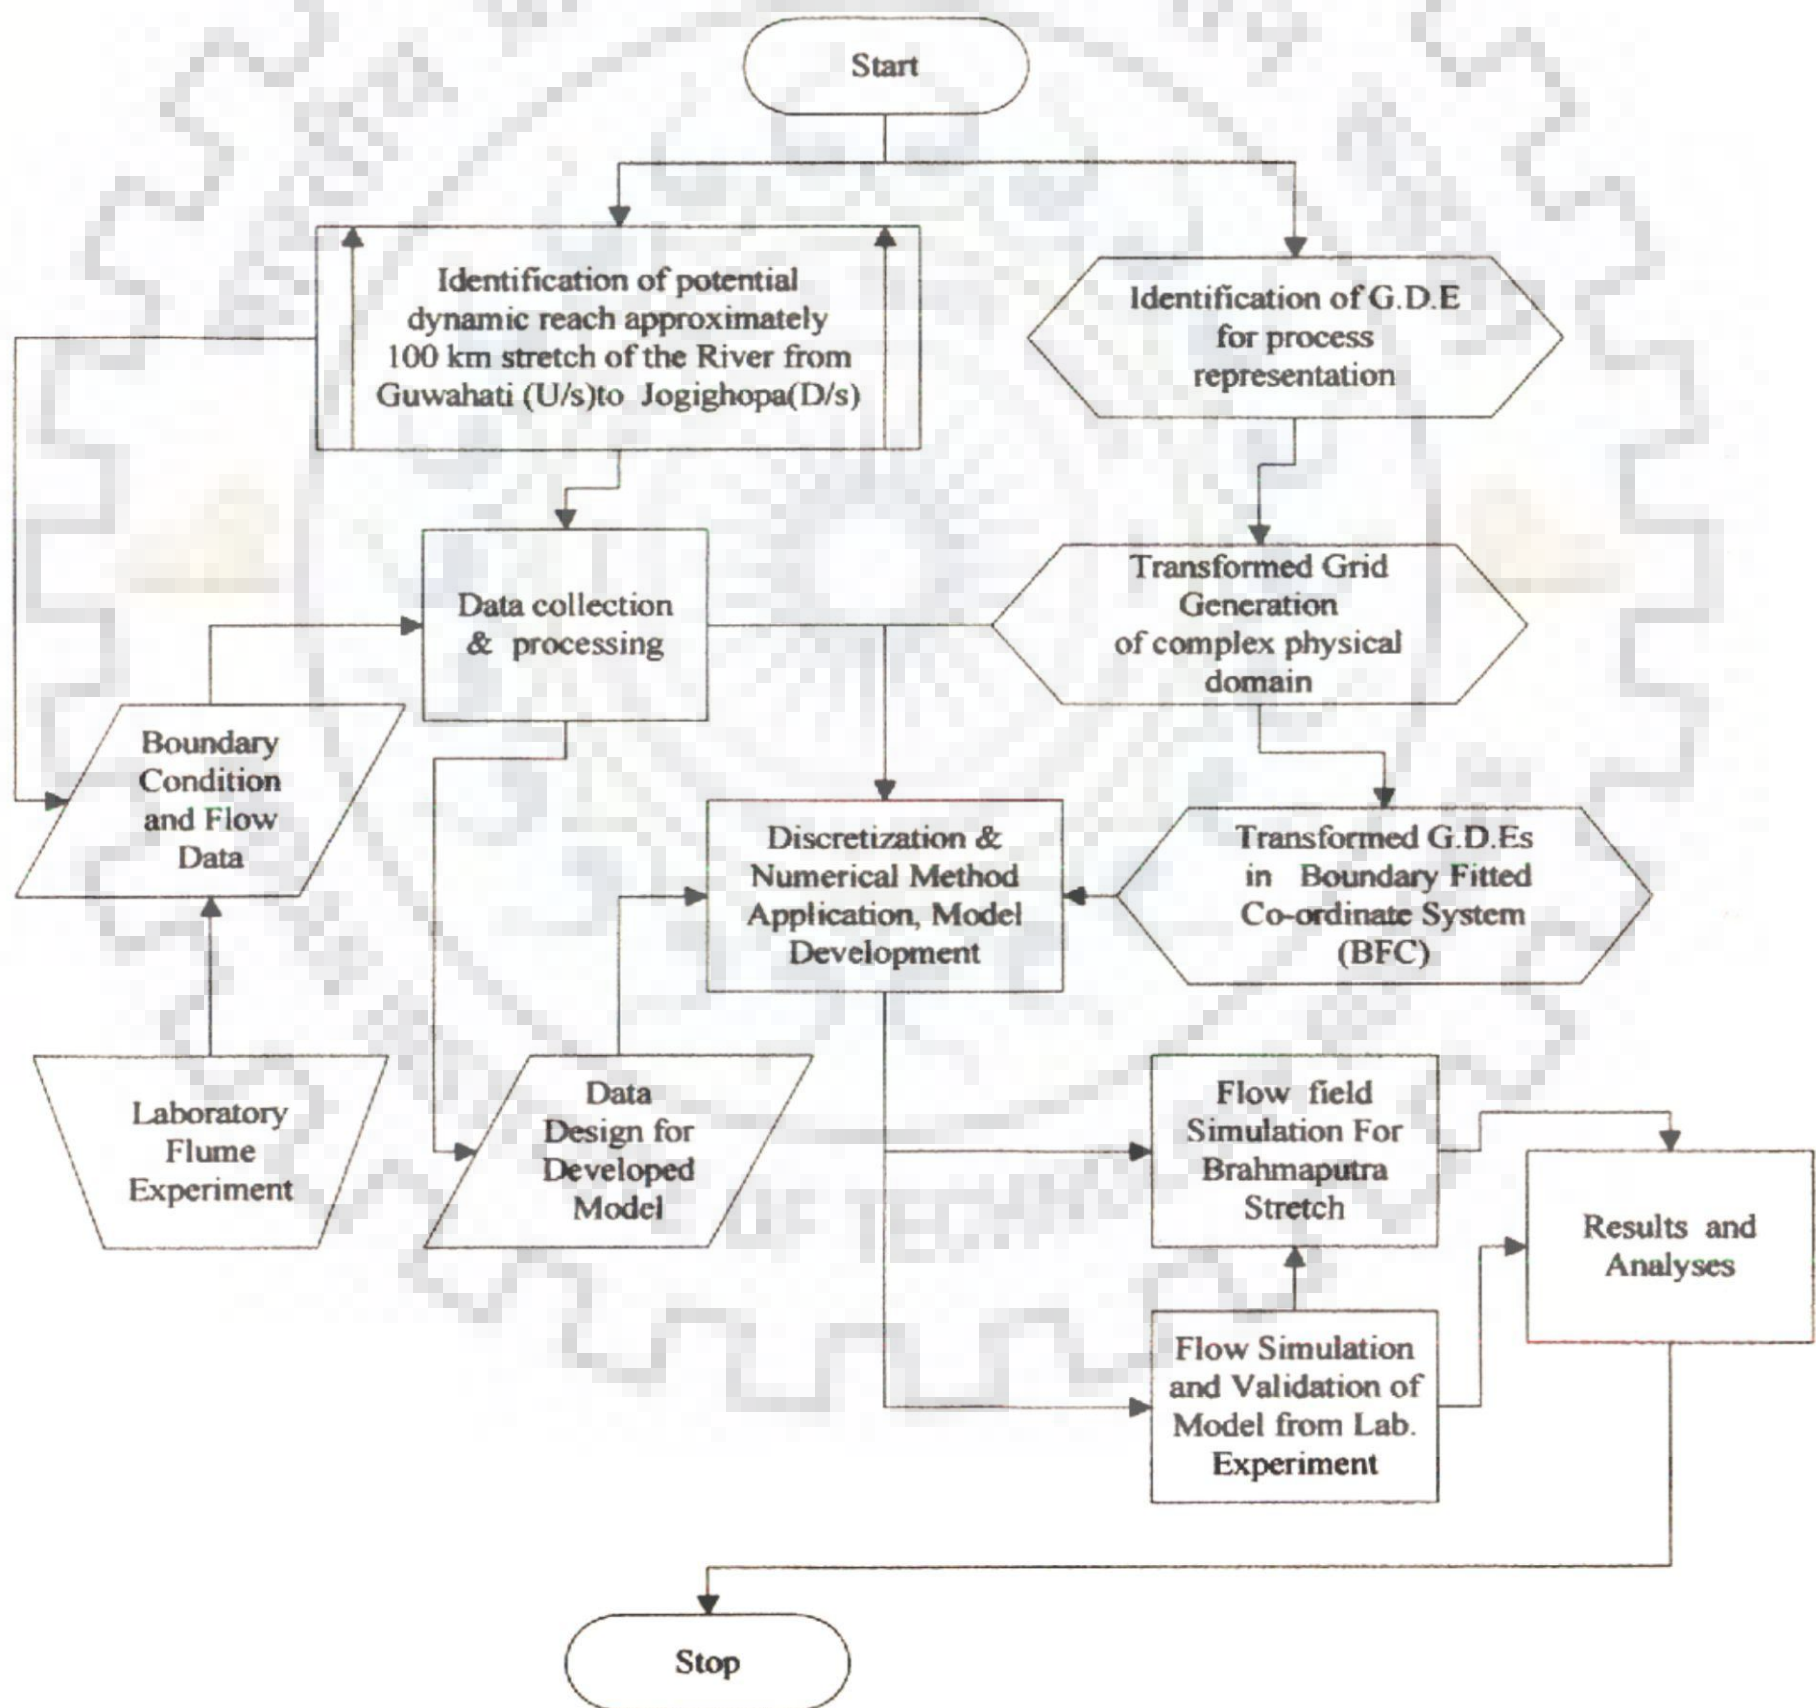 Start
Identification of potential
dynamic reach approximately
100 km stretch of the River from
Guwahati (U/s)to Jogighopa(D/s)
Identification of G.D.E
for process
representation
Data collection
& processing
Transformed Grid
Generation
of complex physical
domain
Boundary
Condition
and Flow
Data
Discretization &
Numerical Method
Application, Model
Development
Transformed G.D.Es
in Boundary Fitted
Co-ordinate System
(BFC)
Laboratory
Flume
Experiment
Data
Design for
Developed
Model
Flow field
Simulation For
Brahmaputra
Stretch
Results and
Analyses
Flow Simulation
and Validation of
Model from Lab.
Experiment
Stop